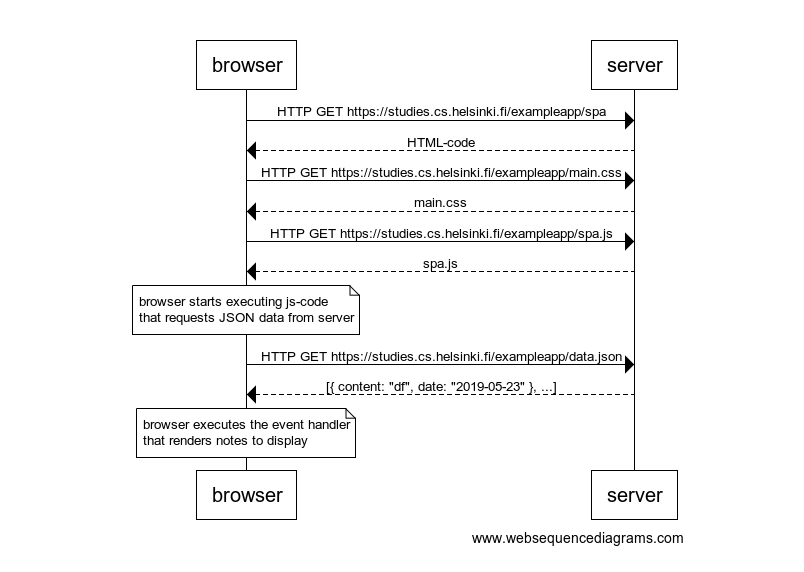 browser server
HTTP GET https://studies.cs.helsinki.fi/exampleapp/spa
HTML-code
HTTP GET https://studies.cs.helsinki.fi/exampleapp/main.css
main.css
HTTP GET https://studies.cs.helsinki.fi/exampleapp/spa.js
spa.js
browser starts executing js-code
that requests JSON data from server
HTTP GET https://studies.cs.helsinki.fi/exampleapp/data.json
[{ content: "df", date: "2019-05-23" }, ...]
browser executes the event handler
that renders notes to display
browser server
www.websequencediagrams.com